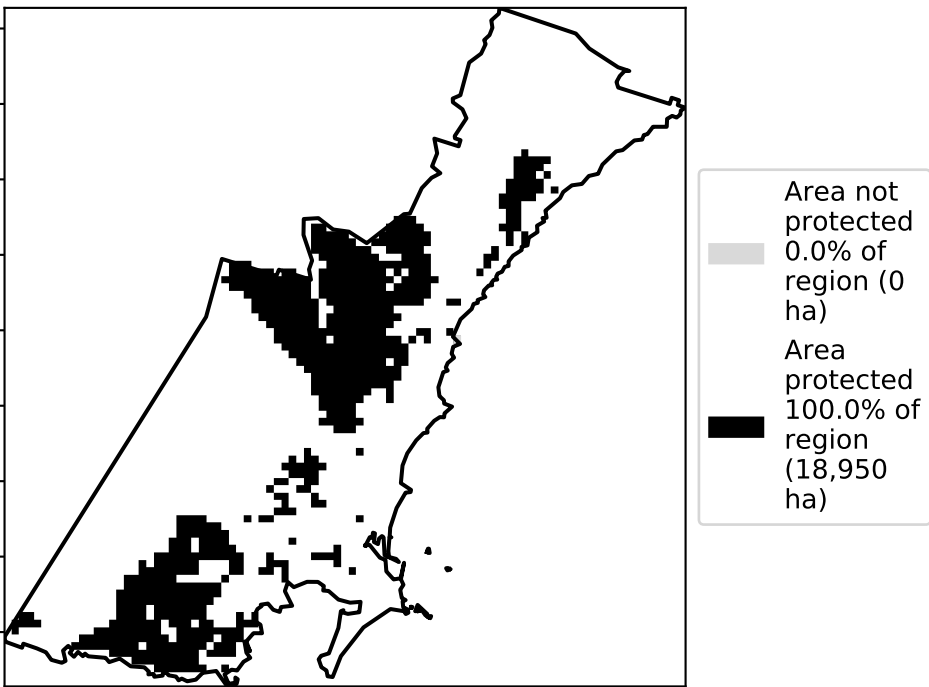 Area not
protected
0.0% of
region (0
ha)
Area
protected
100.0% of
region
(18,950
ha)